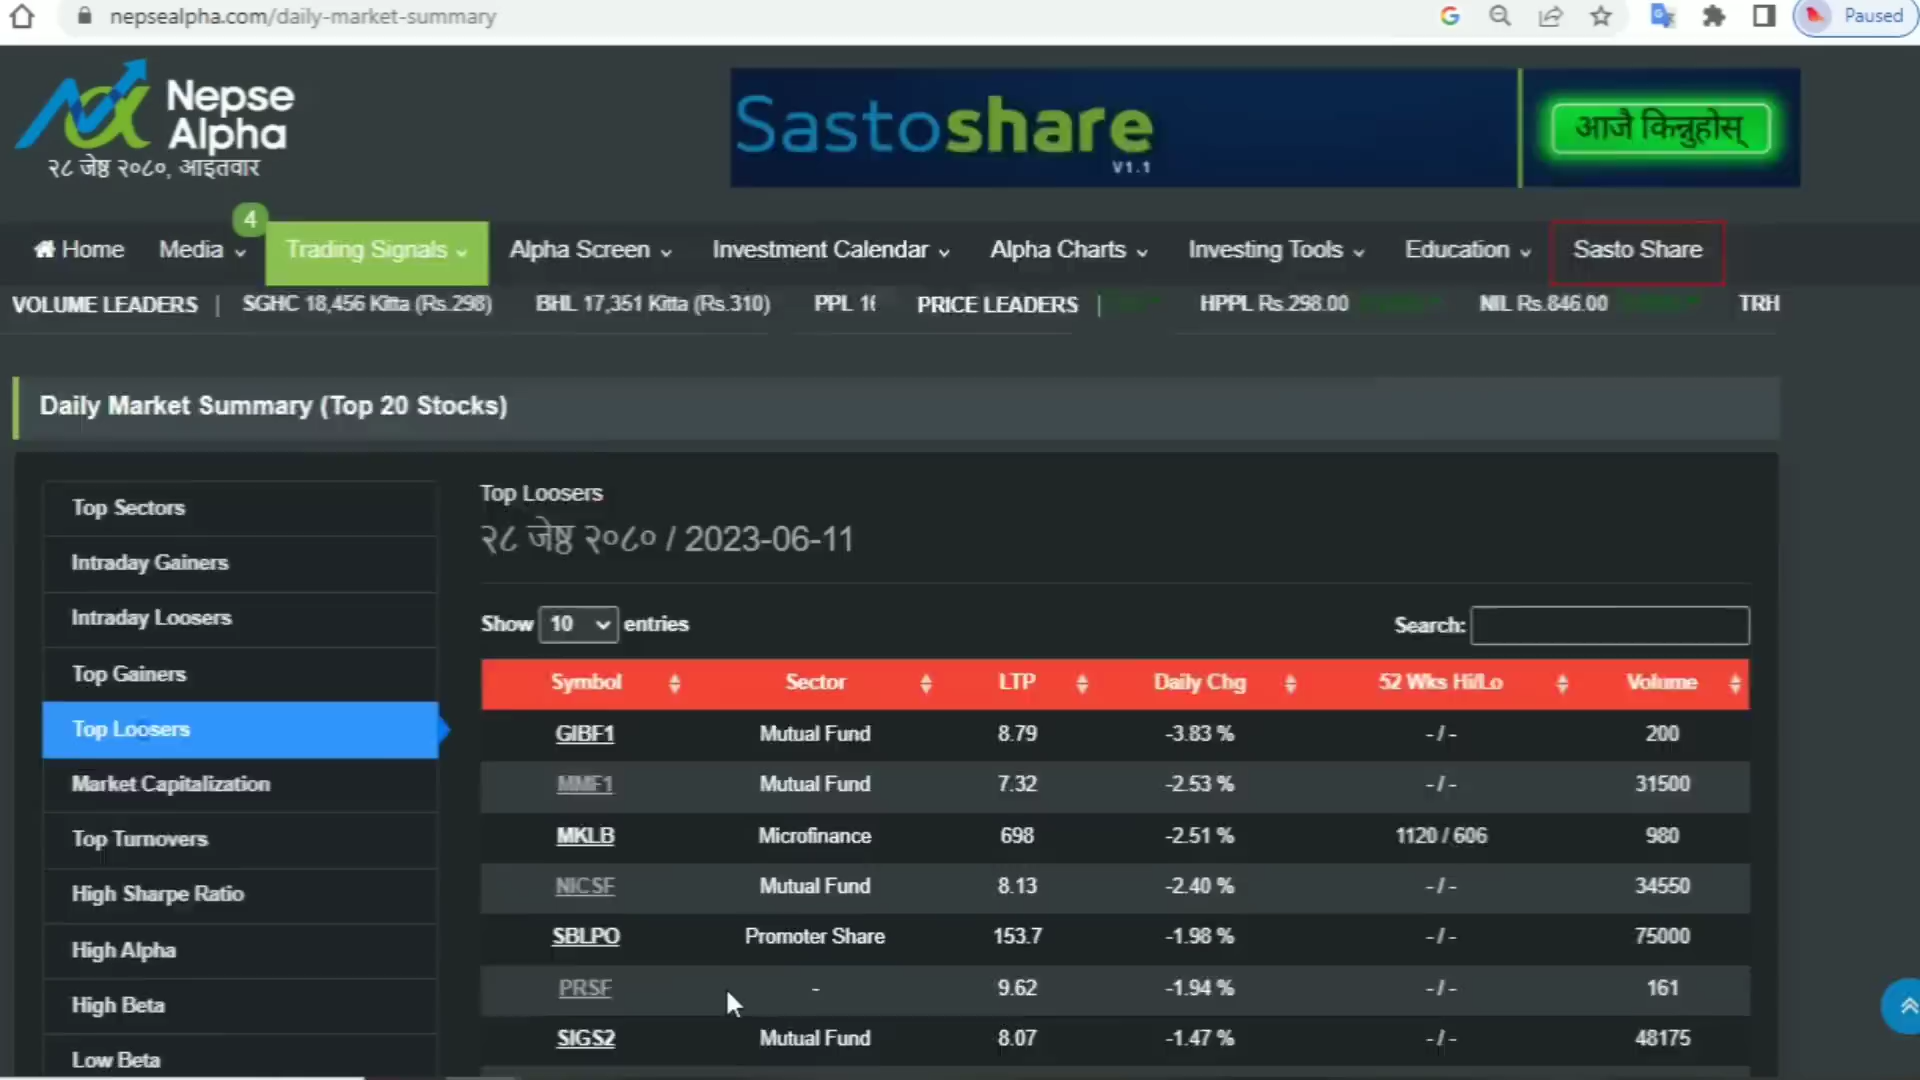 nepsealpha.com/daily-market-summary
Paused
Nepse
Alpha
२८ जेष्ठ २०८०, आइतवार
Sastoshare
V1.1
आजै किन्नुहोस्
4
Home Media Trading Signals Alpha Screen Investment Calendar Alpha Charts Investing Tools Education Sasto Share
VOLUME LEADERS | SGHC 18,456 Kitta (Rs.298) BHL 17,351 Kitta (Rs.310) PPL 16 PRICE LEADERS | HPPL Rs.298.00 NIL Rs.846.00 TRH
Daily Market Summary (Top 20 Stocks)
Top Sectors
Intraday Gainers
Intraday Loosers
Top Gainers
Top Loosers
Market Capitalization
Top Turnovers
High Sharpe Ratio
High Alpha
High Beta
Low Beta
Top Loosers
२८ जेष्ठ २०८० / 2023-06-11
Show 10 entries Search:
Symbol Sector LTP Daily Chg 52 Wks Hi/Lo Volume
GIBF1 Mutual Fund 8.79 -3.83 % - / - 200
MMF1 Mutual Fund 7.32 -2.53 % - / - 31500
MKLB Microfinance 698 -2.51 % 1120 / 606 980
NICSF Mutual Fund 8.13 -2.40 % - / - 34550
SBLPO Promoter Share 153.7 -1.98 % - / - 75000
PRSF - 9.62 -1.94 % - / - 161
SIGS2 Mutual Fund 8.07 -1.47 % - / - 48175